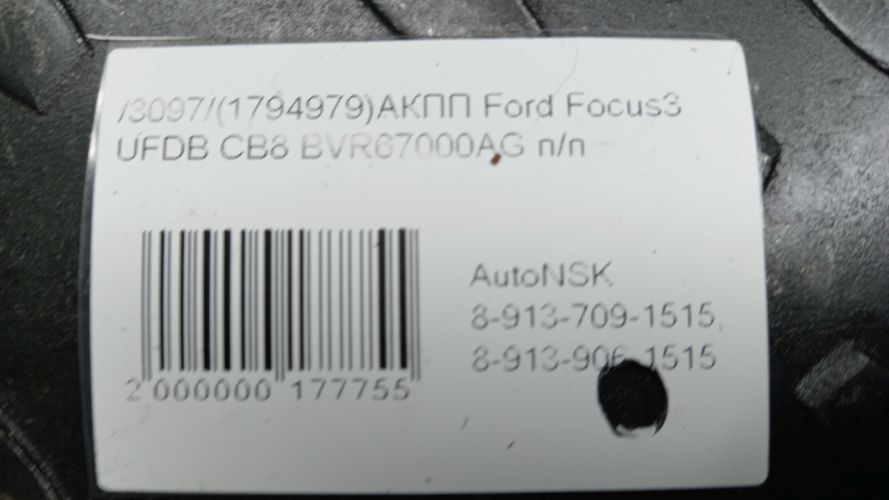 /3097/(1794979)АКПП Ford Focus3
UFDB CB8 BVR67000AG п/п
AutoNSK
8-913-709-1515,
8-913-906-1515
2 000000 177755